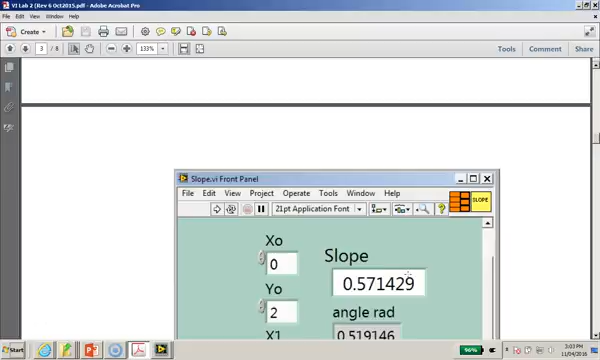 VI Lab 2 (Rev 6 Oct2015.pdf - Adobe Acrobat Pro
File Edit View Window Help
Create
3 / 8 133% Tools Comment Share
Slope.vi Front Panel
File Edit View Project Operate Tools Window Help
21pt Application Font
SLOPE
Xo
0
Slope
0.571429
Yo
2
angle rad
0.519146
X1
Start 96% 3:03 PM
11/04/2016